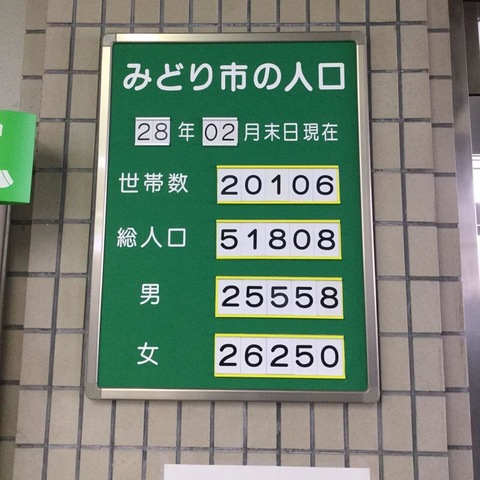 みどり市の人口
28年02月末日現在
世帯数 20106
総人口 51808
男 25558
女 26250